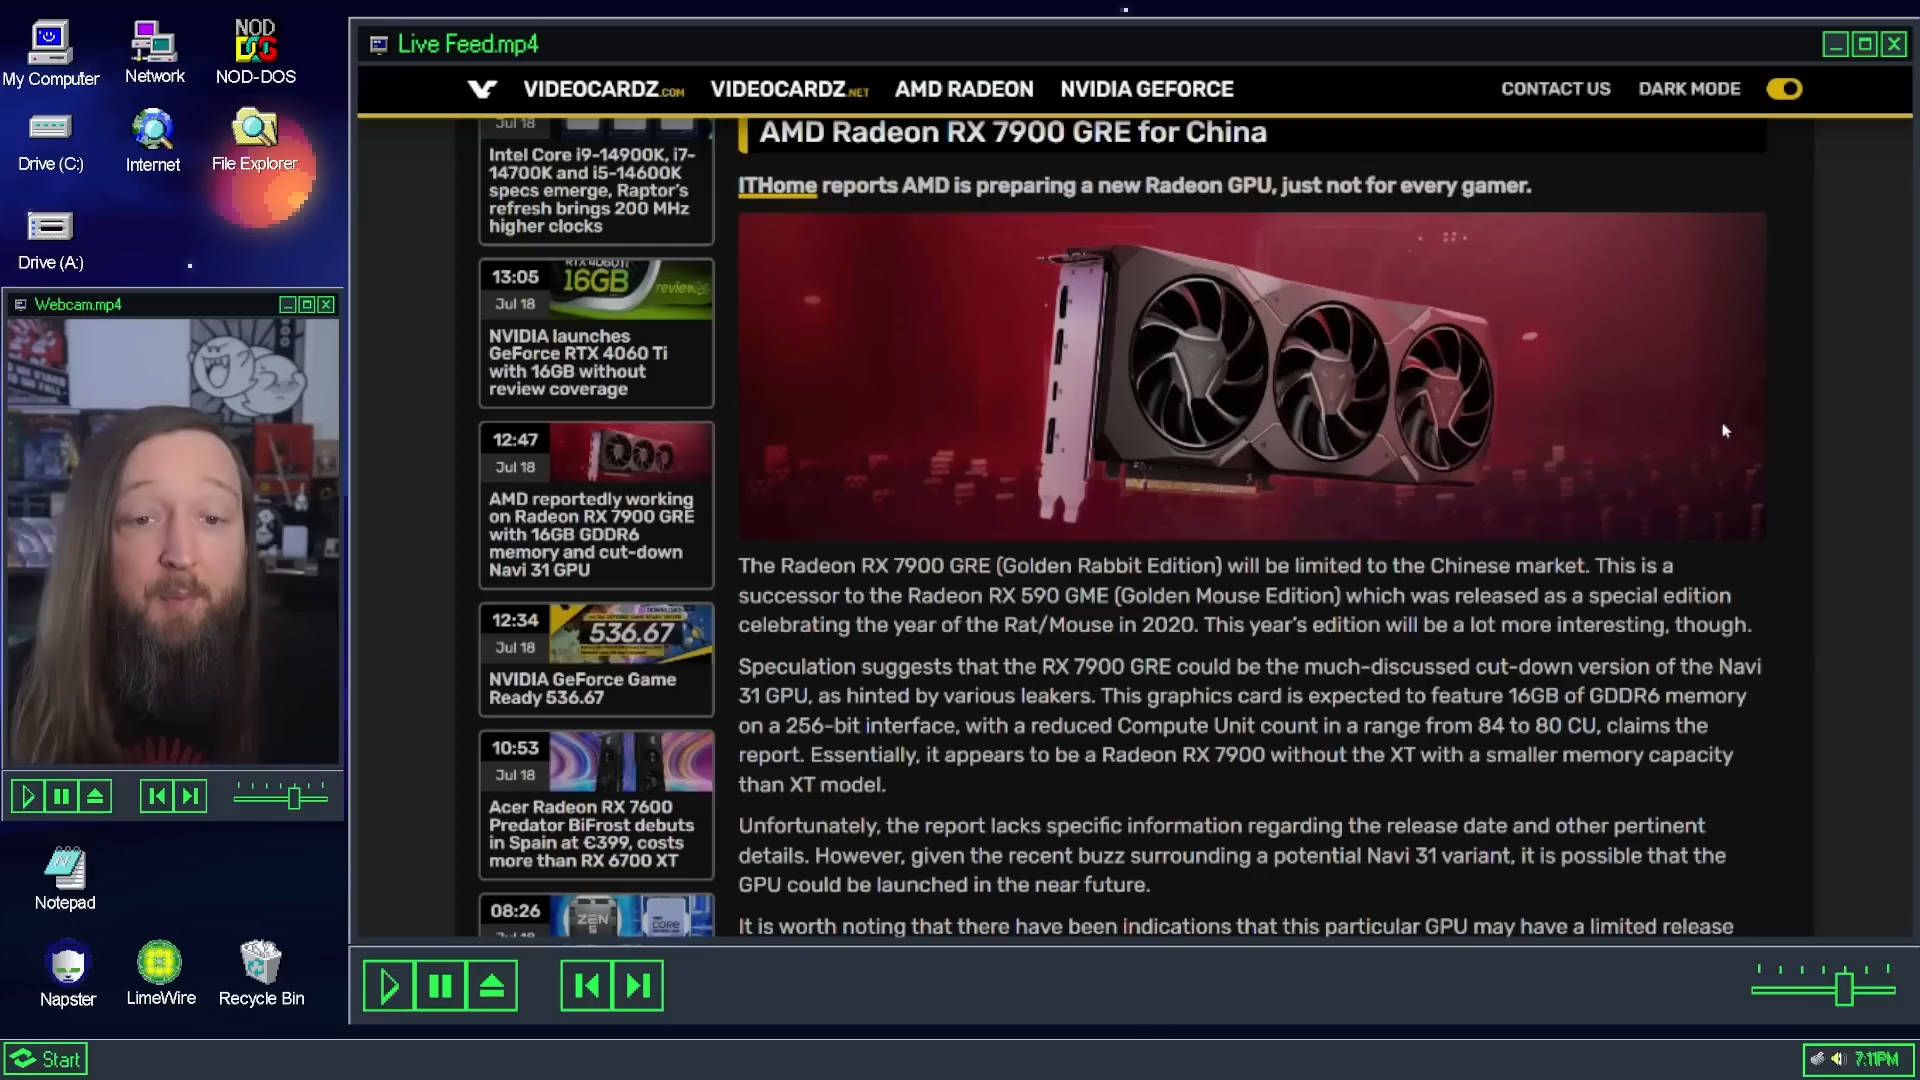 My Computer
Network
NOD
NOD-DOS
Drive (C:)
Internet
File Explorer
Drive (A:)
Webcam.mp4
Notepad
Napster
LimeWire
Recycle Bin
Start
Live Feed.mp4
VIDEOCARDZ.COM
VIDEOCARDZ.NET
AMD RADEON
NVIDIA GEFORCE
CONTACT US
DARK MODE
Jul 18
Intel Core i9-14900K, i7-
14700K and i5-14600K
specs emerge, Raptor's
refresh brings 200 MHz
higher clocks
13:05
Jul 18
RTX 4060 Ti
16GB
review
NVIDIA launches
GeForce RTX 4060 Ti
with 16GB without
review coverage
12:47
Jul 18
AMD reportedly working
on Radeon RX 7900 GRE
with 16GB GDDR6
memory and cut-down
Navi 31 GPU
12:34
Jul 18
536.67
NVIDIA GeForce Game
Ready 536.67
10:53
Jul 18
Acer Radeon RX 7600
Predator BiFrost debuts
in Spain at €399, costs
more than RX 6700 XT
08:26
Jul 18
ZEN
5
CORE
AMD Radeon RX 7900 GRE for China
ITHome reports AMD is preparing a new Radeon GPU, just not for every gamer.
The Radeon RX 7900 GRE (Golden Rabbit Edition) will be limited to the Chinese market. This is a
successor to the Radeon RX 590 GME (Golden Mouse Edition) which was released as a special edition
celebrating the year of the Rat/Mouse in 2020. This year's edition will be a lot more interesting, though.
Speculation suggests that the RX 7900 GRE could be the much-discussed cut-down version of the Navi
31 GPU, as hinted by various leakers. This graphics card is expected to feature 16GB of GDDR6 memory
on a 256-bit interface, with a reduced Compute Unit count in a range from 84 to 80 CU, claims the
report. Essentially, it appears to be a Radeon RX 7900 without the XT with a smaller memory capacity
than XT model.
Unfortunately, the report lacks specific information regarding the release date and other pertinent
details. However, given the recent buzz surrounding a potential Navi 31 variant, it is possible that the
GPU could be launched in the near future.
It is worth noting that there have been indications that this particular GPU may have a limited release
7:11PM